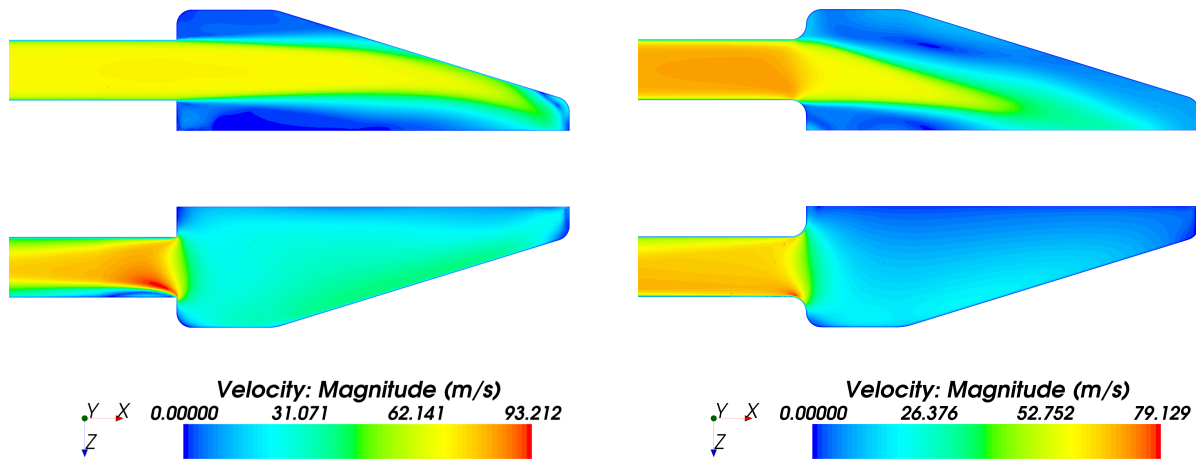 Velocity: Magnitude (m/s)
0.00000 31.071 62.141 93.212
Y X
Z
Velocity: Magnitude (m/s)
0.00000 26.376 52.752 79.129
Y X
Z